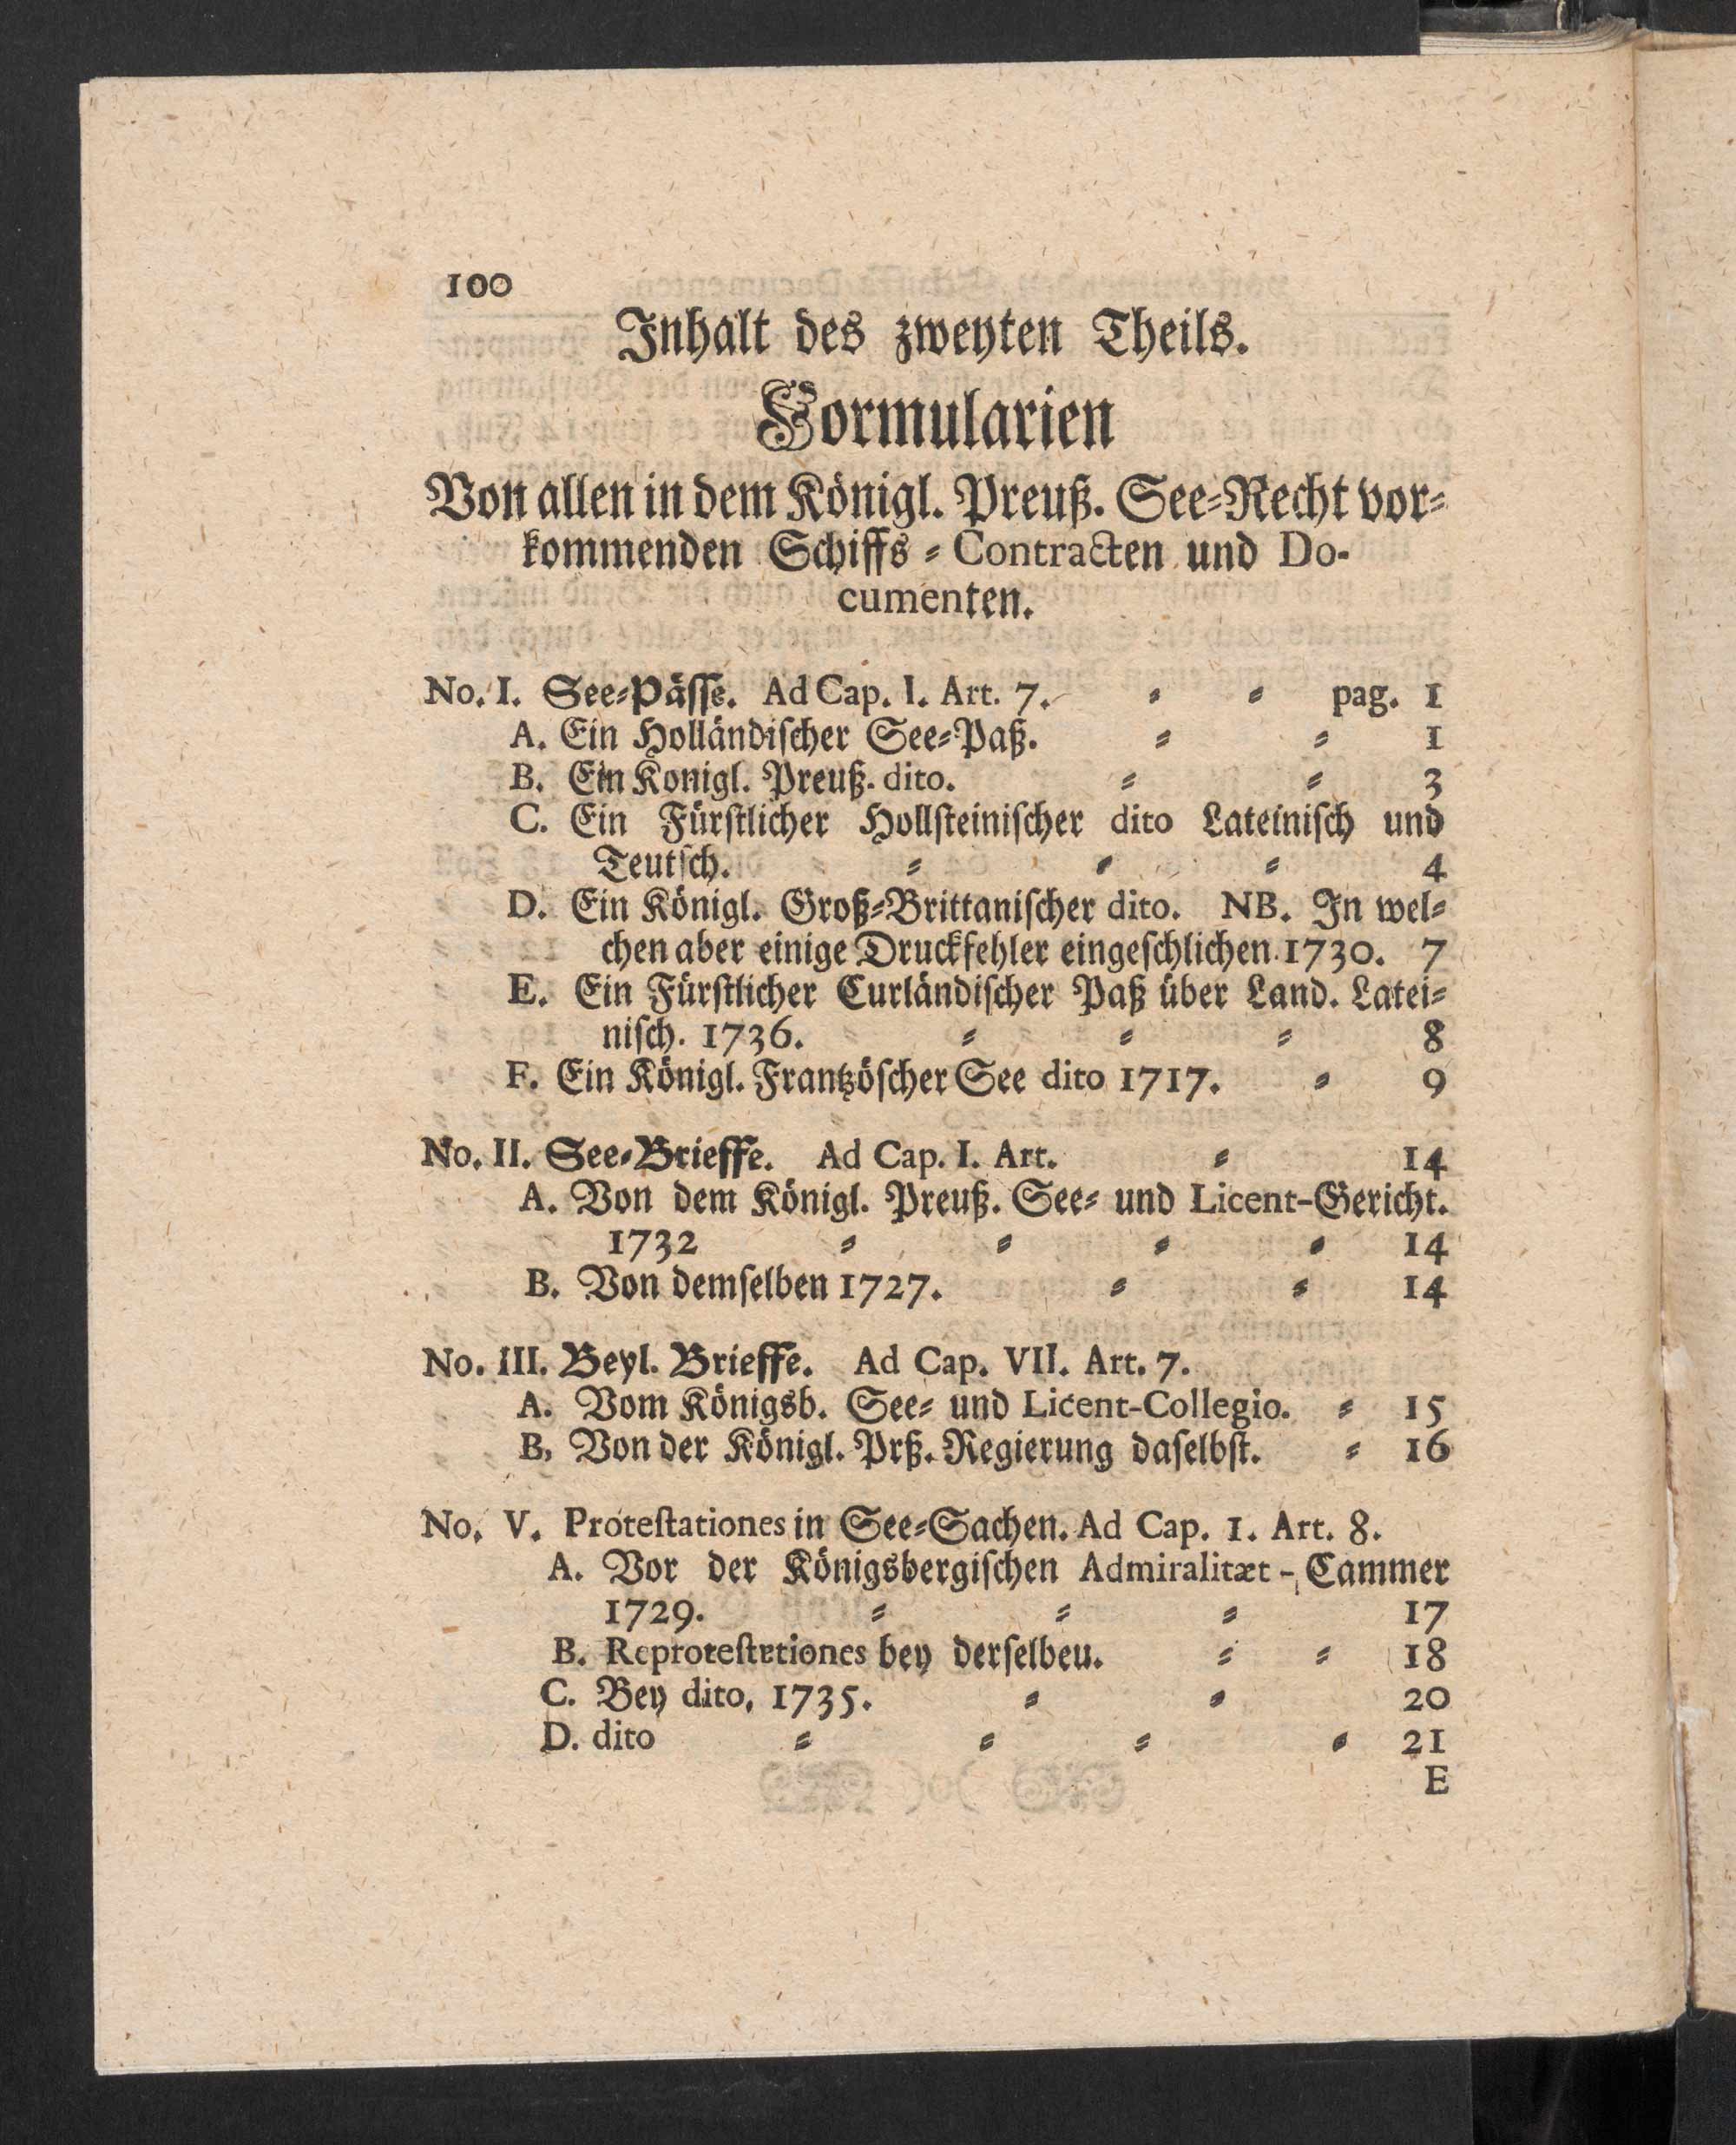 100
Inhalt des zweyten Theils.
Formularien
Von allen in dem Königl. Preuß. See-Recht vor-
kommenden Schiffs-Contracten und Do-
cumenten.
No. I. See-Pässe. Ad Cap. I. Art. 7. - - pag. 1
A. Ein Holländischer See-Paß. - - 1
B. Ein Konigl. Preuß. dito. - - 3
C. Ein Fürstlicher Hollsteinischer dito Lateinisch und
Teutsch. - - - 4
D. Ein Königl. Groß-Brittanischer dito. NB. In wel-
chen aber einige Druckfehler eingeschlichen. 1730. 7
E. Ein Fürstlicher Curländischer Paß über Land. Latei-
nisch. 1736. - - - 8
F. Ein Königl. Frantzöscher See dito 1717. - 9
No. II. See-Brieffe. Ad Cap. I. Art. - 14
A. Von dem Königl. Preuß. See- und Licent-Gericht.
1732 - - - - 14
B. Von demselben 1727. - - 14
No. III. Beyl. Brieffe. Ad Cap. VII. Art. 7.
A. Vom Königsb. See- und Licent-Collegio. - 15
B, Von der Königl. Prß. Regierung daselbst. - 16
No. V. Protestationes in See-Sachen. Ad Cap. 1. Art. 8.
A. Vor der Königsbergischen Admiralitæt-Cammer
1729. - - - 17
B. Reprotestetiones bey derselbeu. - - 18
C. Bey dito, 1735. - - 20
D. dito - - - - 21
E